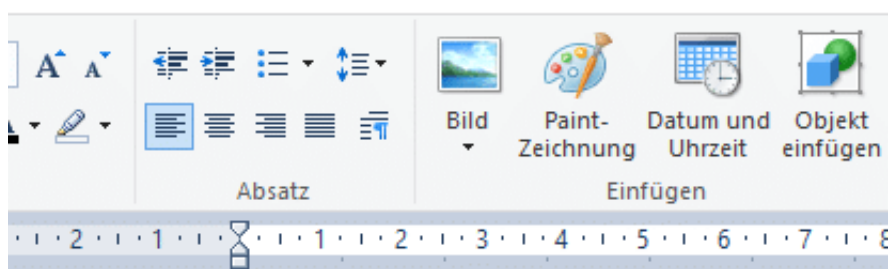 A A
A
Bild
Paint-
Zeichnung
Datum und
Uhrzeit
Objekt
einfügen
Absatz
Einfügen
2 1 1 2 3 4 5 6 7 8